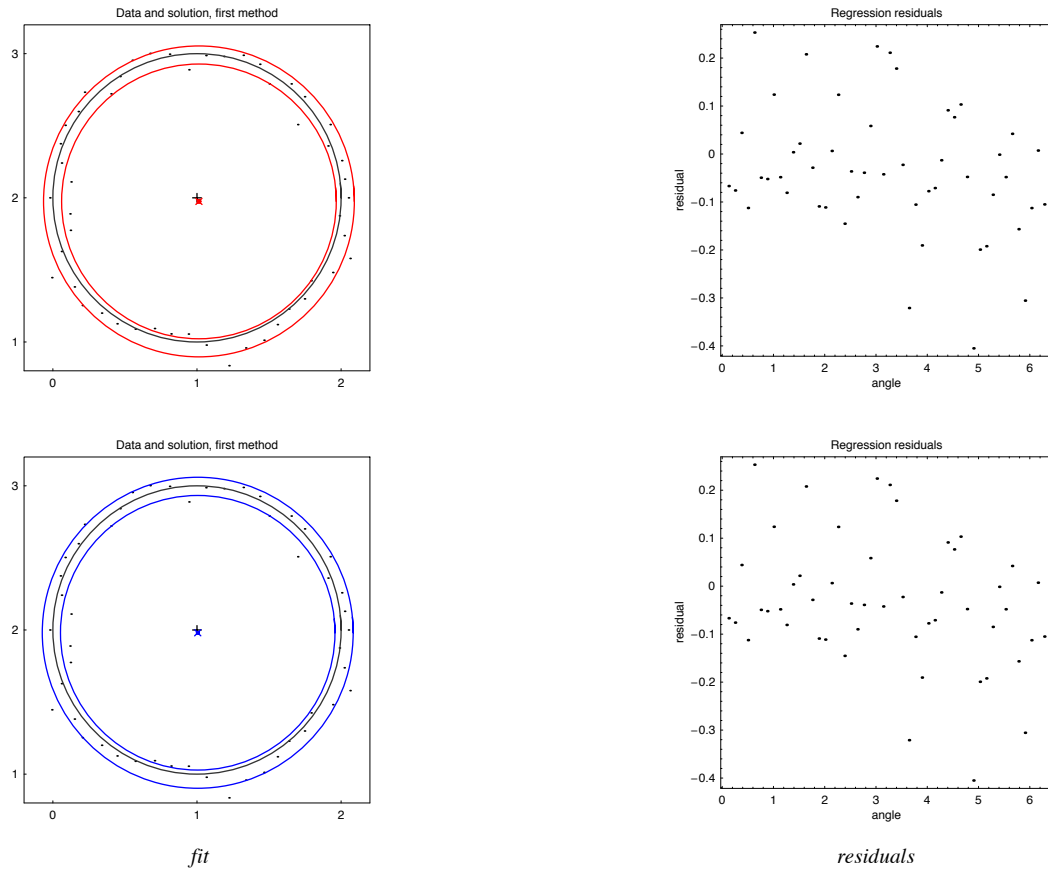 Data and solution, first method
3
2
1
0 1 2
Regression residuals
0.2
0.1
0
−0.1
−0.2
−0.3
−0.4
residual
0 1 2 3 4 5 6
angle
Data and solution, first method
3
2
1
0 1 2
Regression residuals
0.2
0.1
0
−0.1
−0.2
−0.3
−0.4
residual
0 1 2 3 4 5 6
angle
fit
residuals